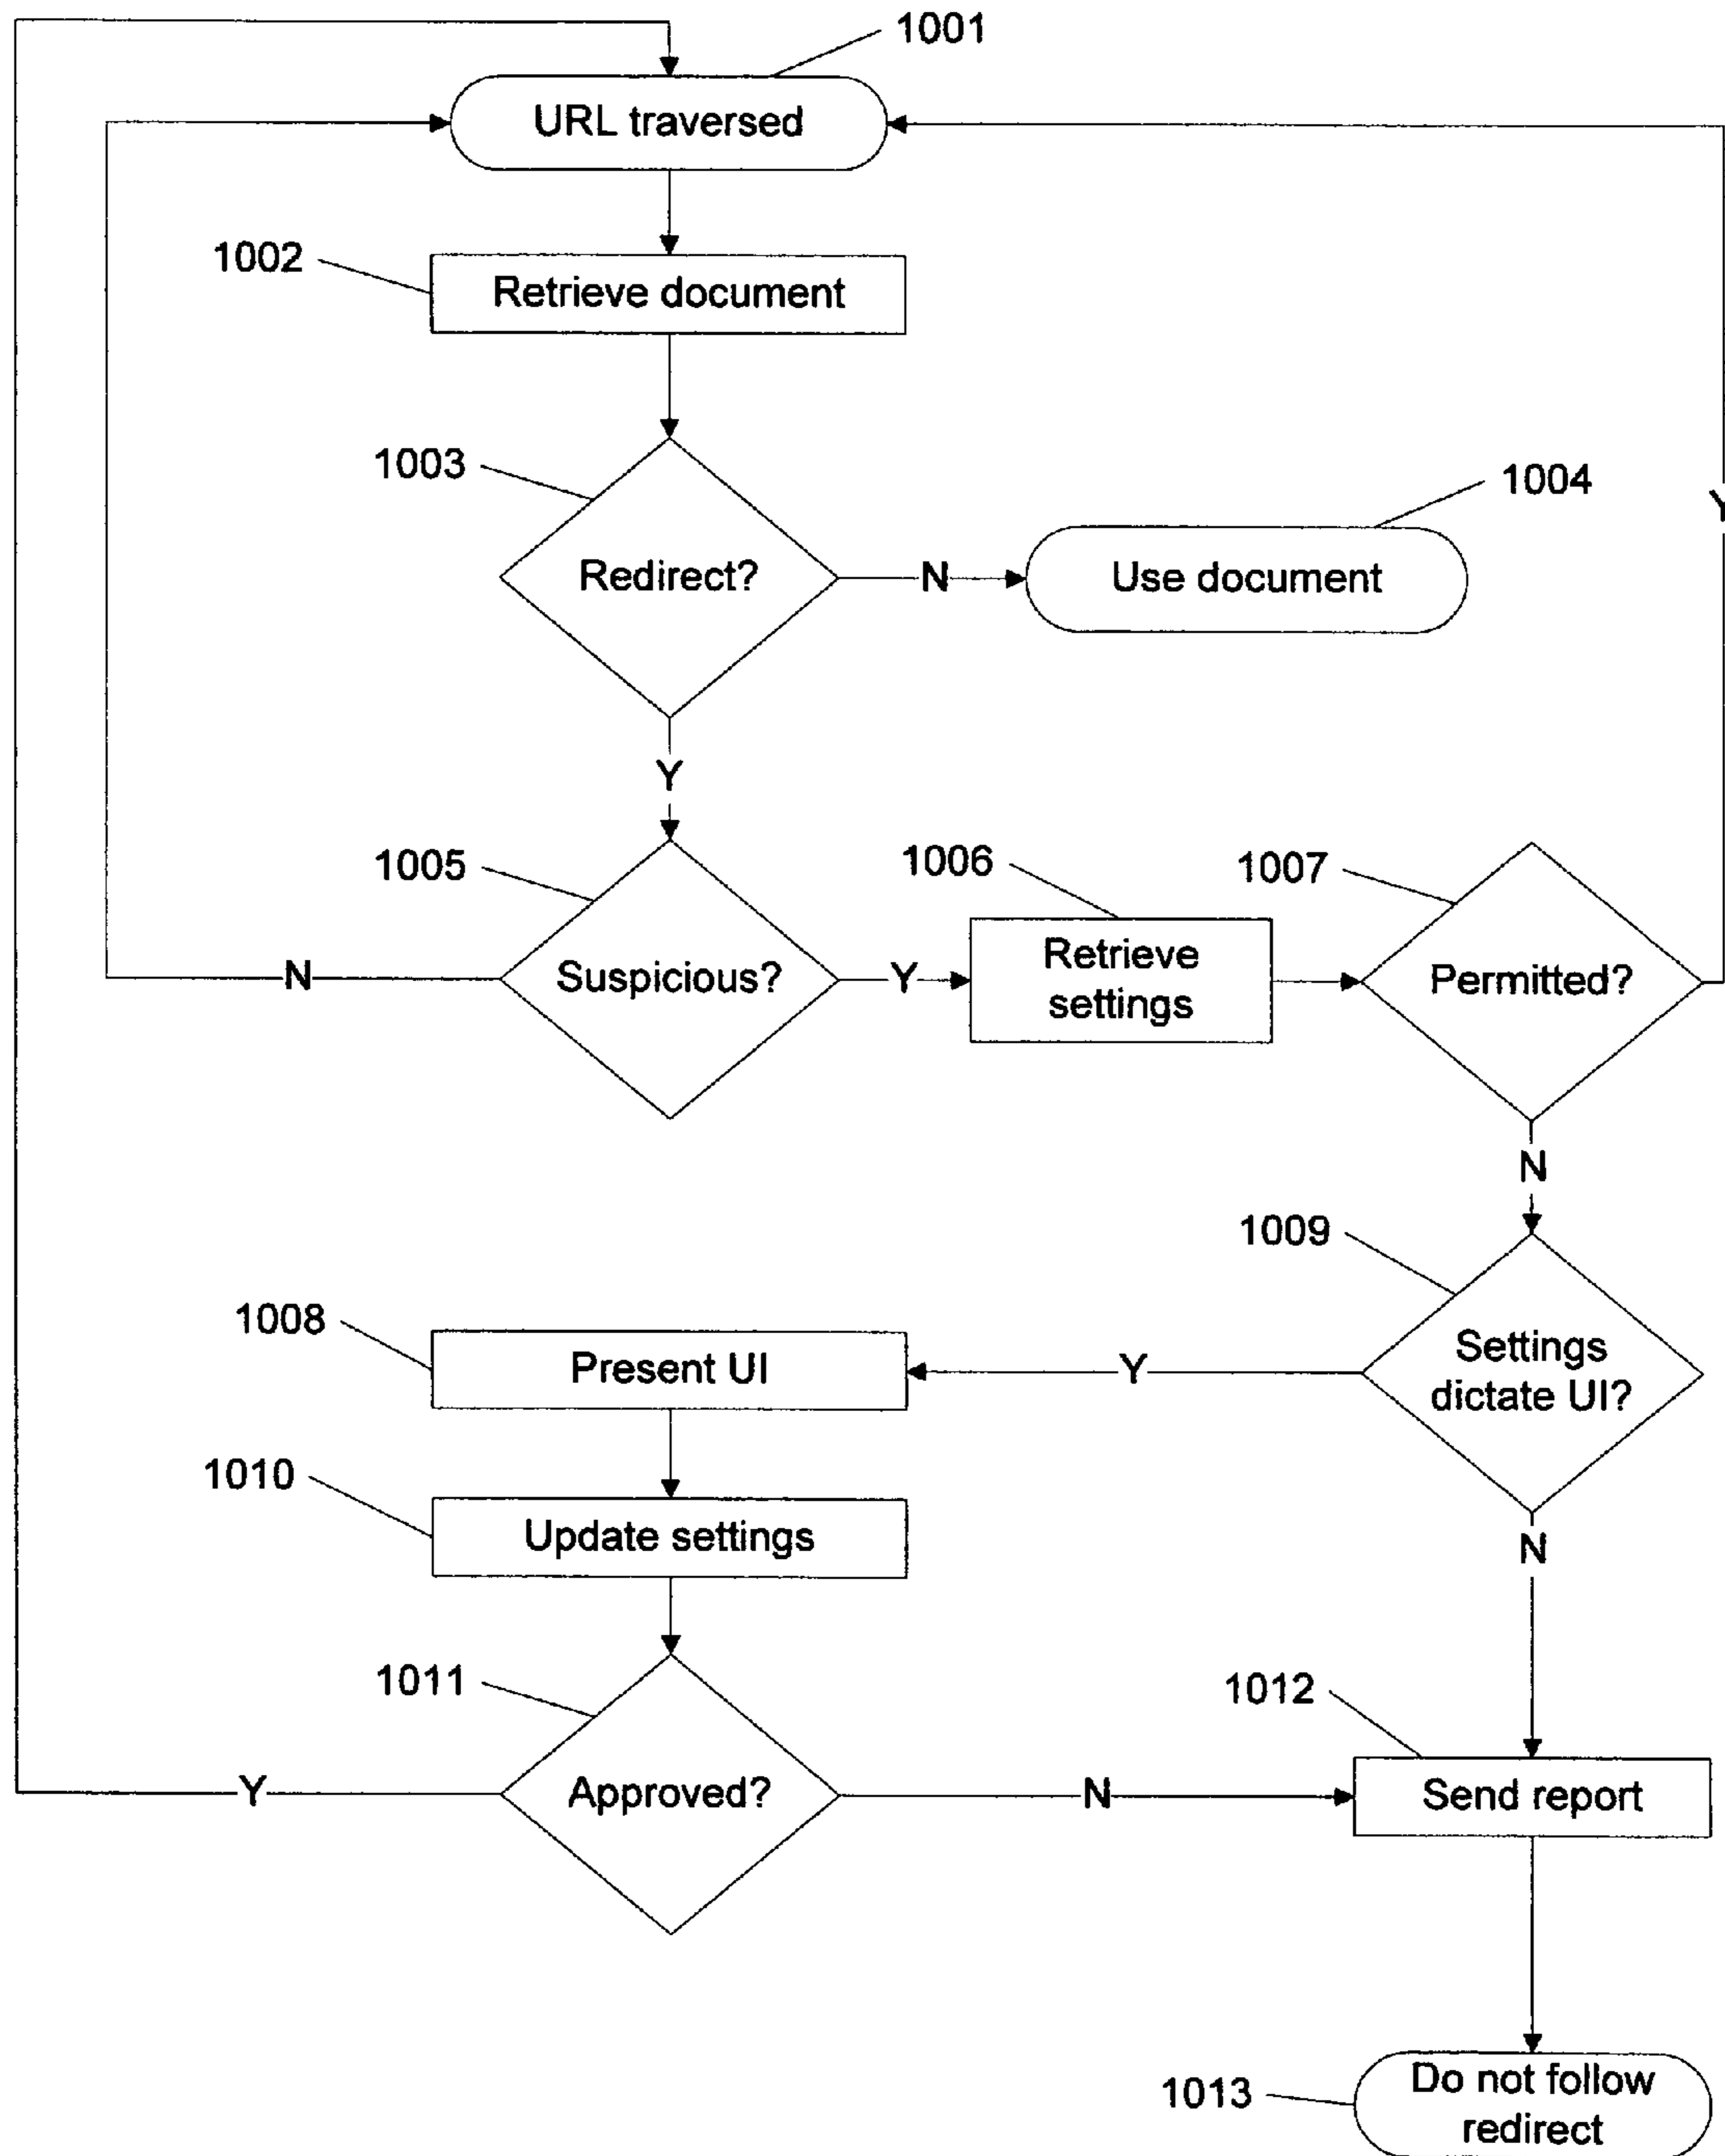 1001
URL traversed
1002
Retrieve document
1003
Redirect?
N
1004
Use document
Y
Y
1005
Suspicious?
N
Y
1006
Retrieve
settings
1007
Permitted?
N
1009
Settings
dictate UI?
Y
1008
Present UI
1010
Update settings
N
1011
Approved?
Y
N
1012
Send report
1013
Do not follow
redirect